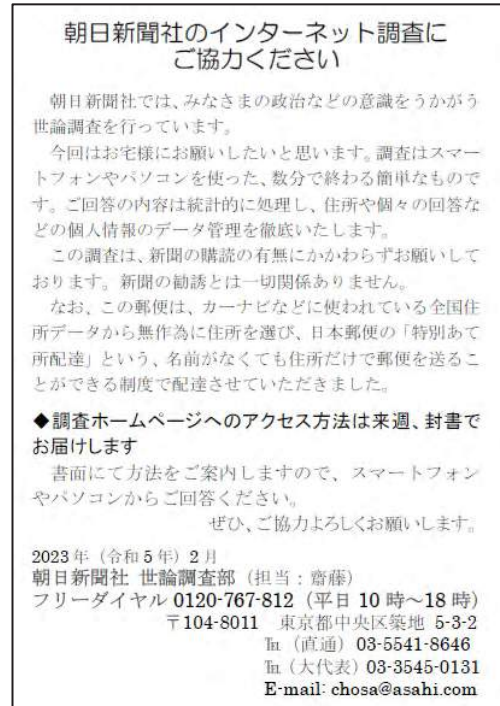 朝日新聞社のインターネット調査に
ご協力ください
朝日新聞社では、みなさまの政治などの意識をうかがう
世論調査を行っています。
今回はお宅様にお願いしたいと思います。調査はスマー
トフォンやパソコンを使った、数分で終わる簡単なもので
す。ご回答の内容は統計的に処理し、住所や個々の回答な
どの個人情報のデータ管理を徹底いたします。
この調査は、新聞の購読の有無にかかわらずお願いして
おります。新聞の勧誘とは一切関係ありません。
なお、この郵便は、カーナビなどに使われている全国住
所データから無作為に住所を選び、日本郵便の「特別あて
所配達」という、名前がなくても住所だけで郵便を送るこ
とができる制度で配達させていただきました。
◆調査ホームページへのアクセス方法は来週、封書で
お届けします
書面にて方法をご案内しますので、スマートフォン
やパソコンからご回答ください。
ぜひ、ご協力よろしくお願いします。
2023年(令和5年)2月
朝日新聞社 世論調査部(担当:齋藤)
フリーダイヤル 0120-767-812(平日10時～18時)
〒104-8011 東京都中央区築地 5-3-2
℡(直通)03-5541-8646
℡(大代表)03-3545-0131
E-mail: chosa@asahi.com